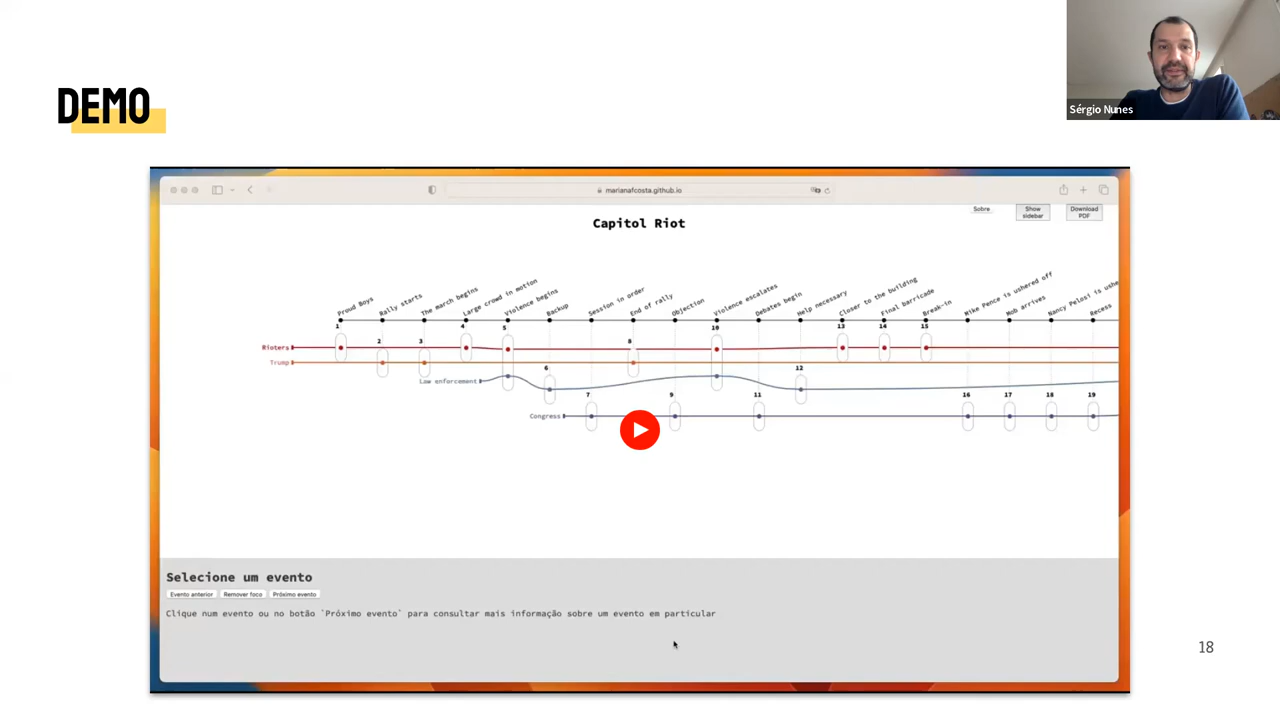 DEMO
Sérgio Nunes
marianafcosta.github.io
Sobre
Show
sidebar
Download
PDF
Capitol Riot
Proud Boys
Rally starts
The march begins
Large crowd in motion
Violence begins
Backup
Session in order
End of rally
Objection
Violence escalates
Debates begin
Help necessary
Closer to the building
Final barricade
Break-in
Mike Pence is ushered off
Mob arrives
Nancy Pelosi is ushe
Recess
1
2
3
4
5
6
7
8
9
10
11
12
13
14
15
16
17
18
19
Rioters
Trump
Law enforcement
Congress
Selecione um evento
Evento anterior
Remover foco
Próximo evento
Clique num evento ou no botão `Próximo evento` para consultar mais informação sobre um evento em particular
18